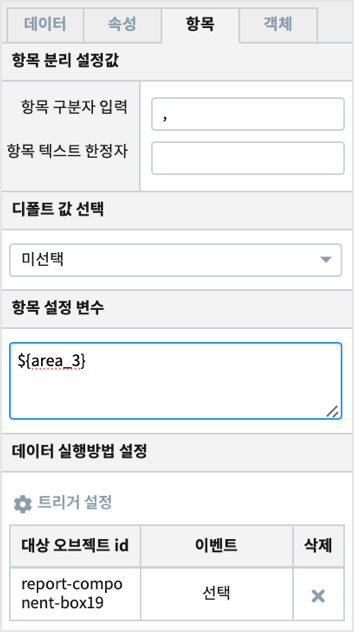 데이터 속성 항목 객체
항목 분리 설정값
항목 구분자 입력 ,
항목 텍스트 한정자
디폴트 값 선택
미선택
항목 설정 변수
${area_3}
데이터 실행방법 설정
트리거 설정
대상 오브젝트 id 이벤트 삭제
report-compo
nent-box19 선택